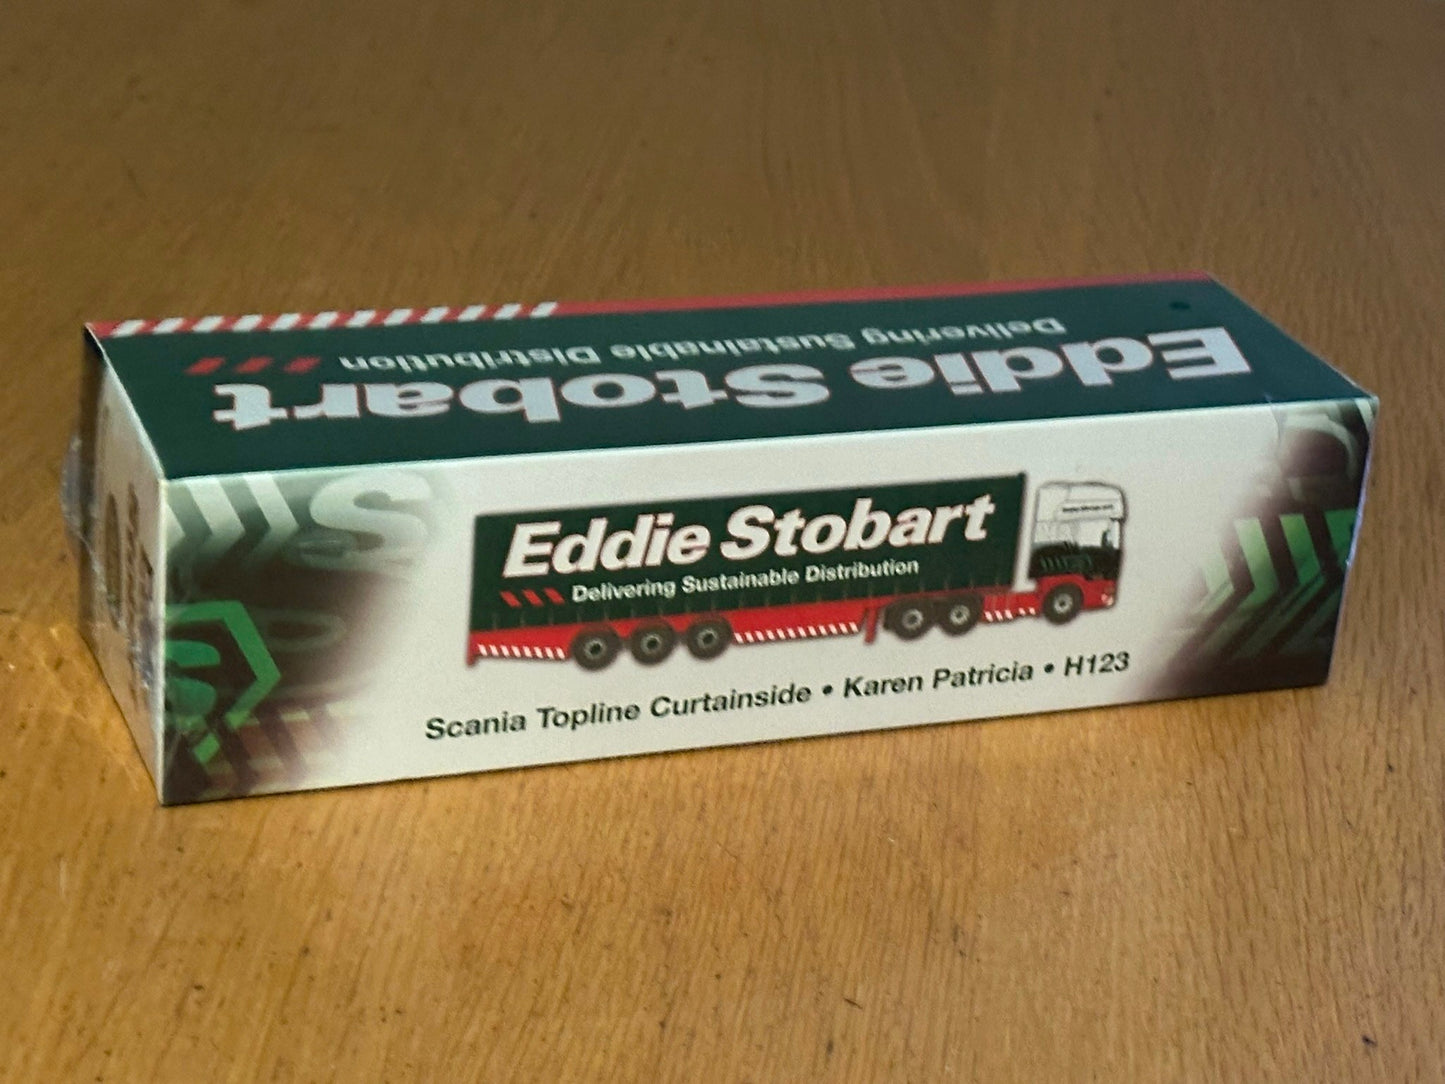 Eddie Stobart
Delivering Sustainable Distribution
Eddie Stobart
Delivering Sustainable Distribution
Scania Topline Curtainside • Karen Patricia • H123